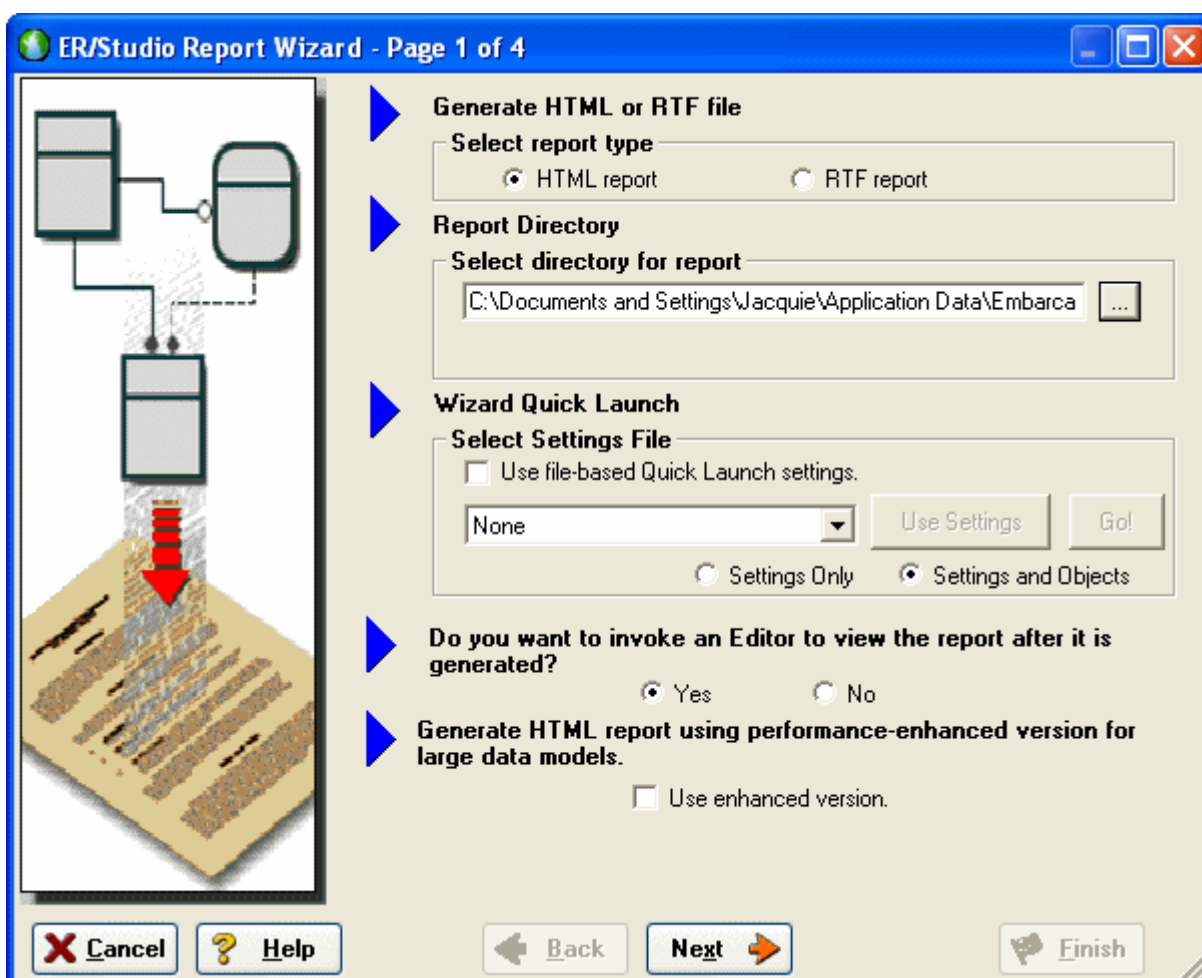 ER/Studio Report Wizard - Page 1 of 4
Generate HTML or RTF file
Select report type
HTML report
RTF report
Report Directory
Select directory for report
C:\Documents and Settings\Jacquie\Application Data\Embarca
...
Wizard Quick Launch
Select Settings File
Use file-based Quick Launch settings.
None
Use Settings
Go!
Settings Only
Settings and Objects
Do you want to invoke an Editor to view the report after it is
generated?
Yes
No
Generate HTML report using performance-enhanced version for
large data models.
Use enhanced version.
Cancel
Help
Back
Next
Finish